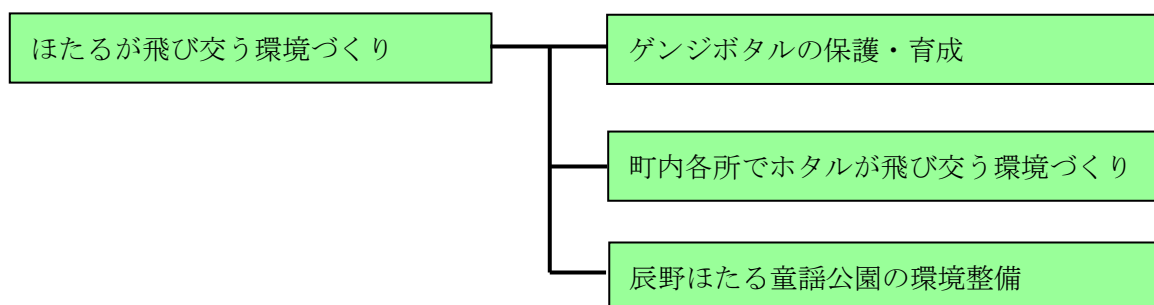 ほたるが飛び交う環境づくり
ゲンジボタルの保護・育成
町内各所でホタルが飛び交う環境づくり
辰野ほたる童謡公園の環境整備